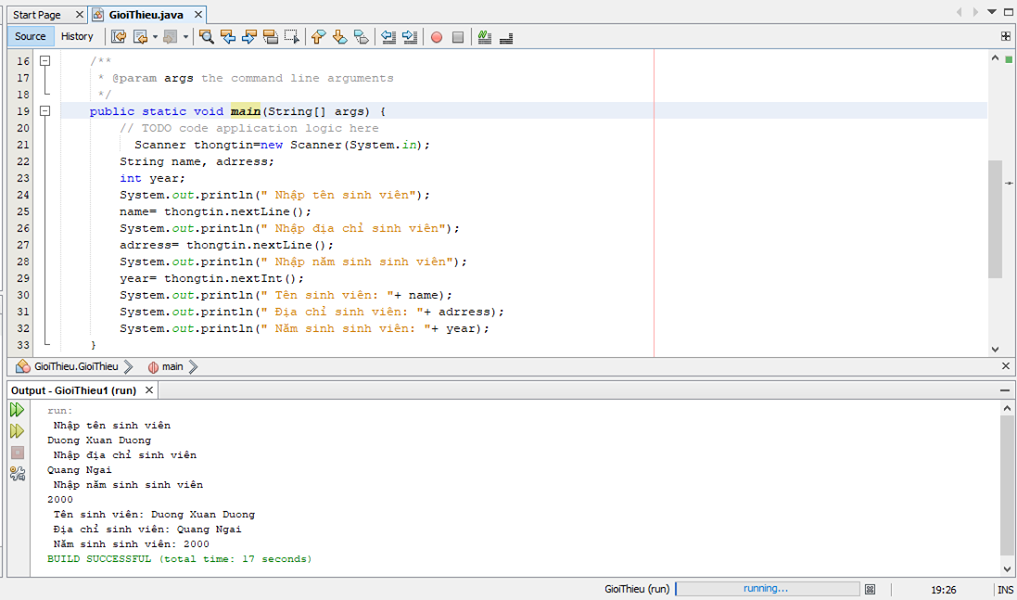 Start Page
GioiThieu.java
Source History
16 /**
17 * @param args the command line arguments
18 */
19 public static void main(String[] args) {
20 // TODO code application logic here
21 Scanner thongtin=new Scanner(System.in);
22 String name, adrress;
23 int year;
24 System.out.println(" Nhập tên sinh viên");
25 name= thongtin.nextLine();
26 System.out.println(" Nhập địa chỉ sinh viên");
27 adrress= thongtin.nextLine();
28 System.out.println(" Nhập năm sinh sinh viên");
29 year= thongtin.nextInt();
30 System.out.println(" Tên sinh viên: "+ name);
31 System.out.println(" Địa chỉ sinh viên: "+ adrress);
32 System.out.println(" Năm sinh sinh viên: "+ year);
33 }
GioiThieu.GioiThieu main
Output - GioiThieu1 (run)
run:
Nhập tên sinh viên
Duong Xuan Duong
Nhập địa chỉ sinh viên
Quang Ngai
Nhập năm sinh sinh viên
2000
Tên sinh viên: Duong Xuan Duong
Địa chỉ sinh viên: Quang Ngai
Năm sinh sinh viên: 2000
BUILD SUCCESSFUL (total time: 17 seconds)
GioiThieu (run) running... 19:26 INS